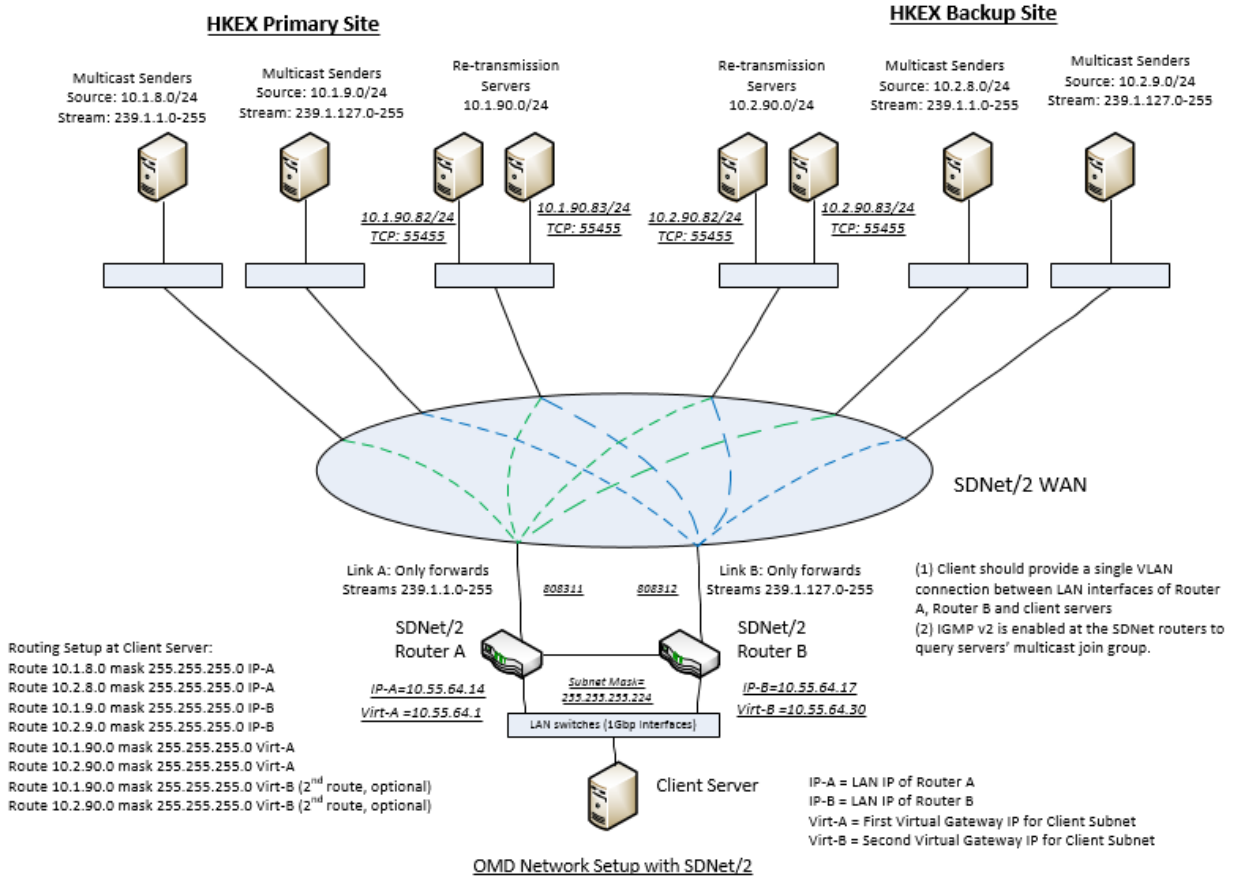 HKEX Primary Site
HKEX Backup Site
Multicast Senders
Source: 10.1.8.0/24
Stream: 239.1.1.0-255
Multicast Senders
Source: 10.1.9.0/24
Stream: 239.1.127.0-255
Re-transmission
Servers
10.1.90.0/24
Re-transmission
Servers
10.2.90.0/24
Multicast Senders
Source: 10.2.8.0/24
Stream: 239.1.1.0-255
Multicast Senders
Source: 10.2.9.0/24
Stream: 239.1.127.0-255
10.1.90.82/24
TCP: 55455
10.1.90.83/24
TCP: 55455
10.2.90.82/24
TCP: 55455
10.2.90.83/24
TCP: 55455
SDNet/2 WAN
Link A: Only forwards
Streams 239.1.1.0-255
808311
808312
Link B: Only forwards
Streams 239.1.127.0-255
(1) Client should provide a single VLAN
connection between LAN interfaces of Router
A, Router B and client servers
(2) IGMP v2 is enabled at the SDNet routers to
query servers' multicast join group.
SDNet/2
Router A
SDNet/2
Router B
IP-A=10.55.64.14
Virt-A =10.55.64.1
Subnet Mask=
255.255.255.224
IP-B=10.55.64.17
Virt-B =10.55.64.30
LAN switches (1Gbp Interfaces)
Routing Setup at Client Server:
Route 10.1.8.0 mask 255.255.255.0 IP-A
Route 10.2.8.0 mask 255.255.255.0 IP-A
Route 10.1.9.0 mask 255.255.255.0 IP-B
Route 10.2.9.0 mask 255.255.255.0 IP-B
Route 10.1.90.0 mask 255.255.255.0 Virt-A
Route 10.2.90.0 mask 255.255.255.0 Virt-A
Route 10.1.90.0 mask 255.255.255.0 Virt-B (2nd route, optional)
Route 10.2.90.0 mask 255.255.255.0 Virt-B (2nd route, optional)
Client Server
IP-A = LAN IP of Router A
IP-B = LAN IP of Router B
Virt-A = First Virtual Gateway IP for Client Subnet
Virt-B = Second Virtual Gateway IP for Client Subnet
OMD Network Setup with SDNet/2